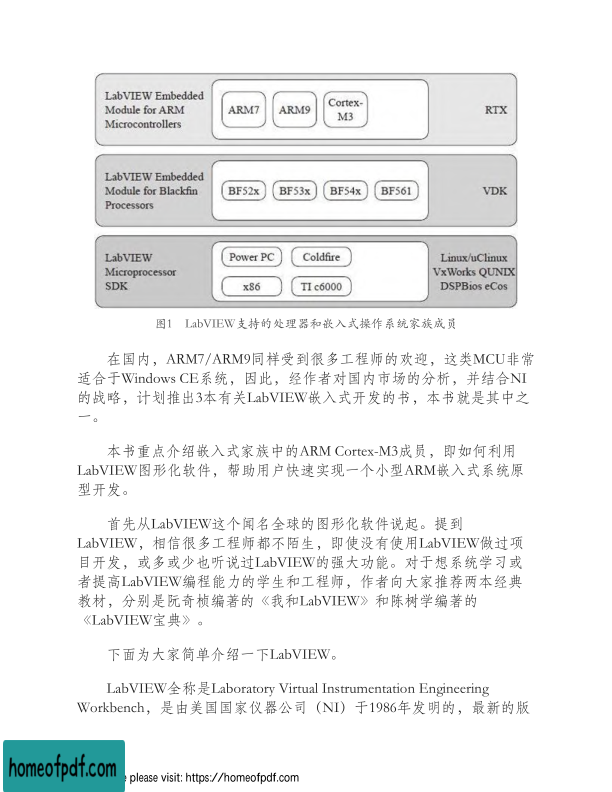 LabVIEW Embedded
Module for ARM
Microcontrollers
ARM7
ARM9
Cortex-
M3
RTX
LabVIEW Embedded
Module for Blackfin
Processors
BF52x
BF53x
BF54x
BF561
VDK
LabVIEW
Microprocessor
SDK
Power PC
Coldfire
x86
TI c6000
Linux/uClinux
VxWorks QUNIX
DSPBios eCos
图1 LabVIEW支持的处理器和嵌入式操作系统家族成员
在国内，ARM7/ARM9同样受到很多工程师的欢迎，这类MCU非常
适合于Windows CE系统，因此，经作者对国内市场的分析，并结合NI
的战略，计划推出3本有关LabVIEW嵌入式开发的书，本书就是其中之
一。
本书重点介绍嵌入式家族中的ARM Cortex-M3成员，即如何利用
LabVIEW图形化软件，帮助用户快速实现一个小型ARM嵌入式系统原
型开发。
首先从LabVIEW这个闻名全球的图形化软件说起。提到
LabVIEW，相信很多工程师都不陌生，即使没有使用LabVIEW做过项
目开发，或多或少也听说过LabVIEW的强大功能。对于想系统学习或
者提高LabVIEW编程能力的学生和工程师，作者向大家推荐两本经典
教材，分别是阮奇桢编著的《我和LabVIEW》和陈树学编著的
《LabVIEW宝典》。
下面为大家简单介绍一下LabVIEW。
LabVIEW全称是Laboratory Virtual Instrumentation Engineering
Workbench，是由美国国家仪器公司（NI）于1986年发明的，最新的版
homeofpdf.com
please visit: https://homeofpdf.com